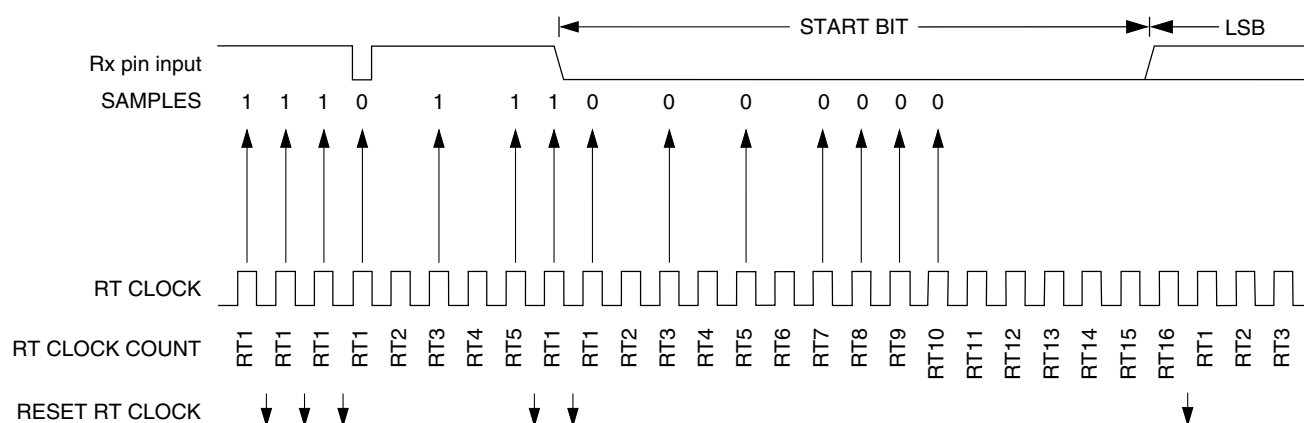 START BIT LSB
Rx pin input
SAMPLES 1 1 1 0 1 1 1 0 0 0 0 0 0 0
RT CLOCK
RT CLOCK COUNT RT1 RT1 RT1 RT1 RT2 RT3 RT4 RT5 RT1 RT1 RT2 RT3 RT4 RT5 RT6 RT7 RT8 RT9 RT10 RT11 RT12 RT13 RT14 RT15 RT16 RT1 RT2 RT3
RESET RT CLOCK